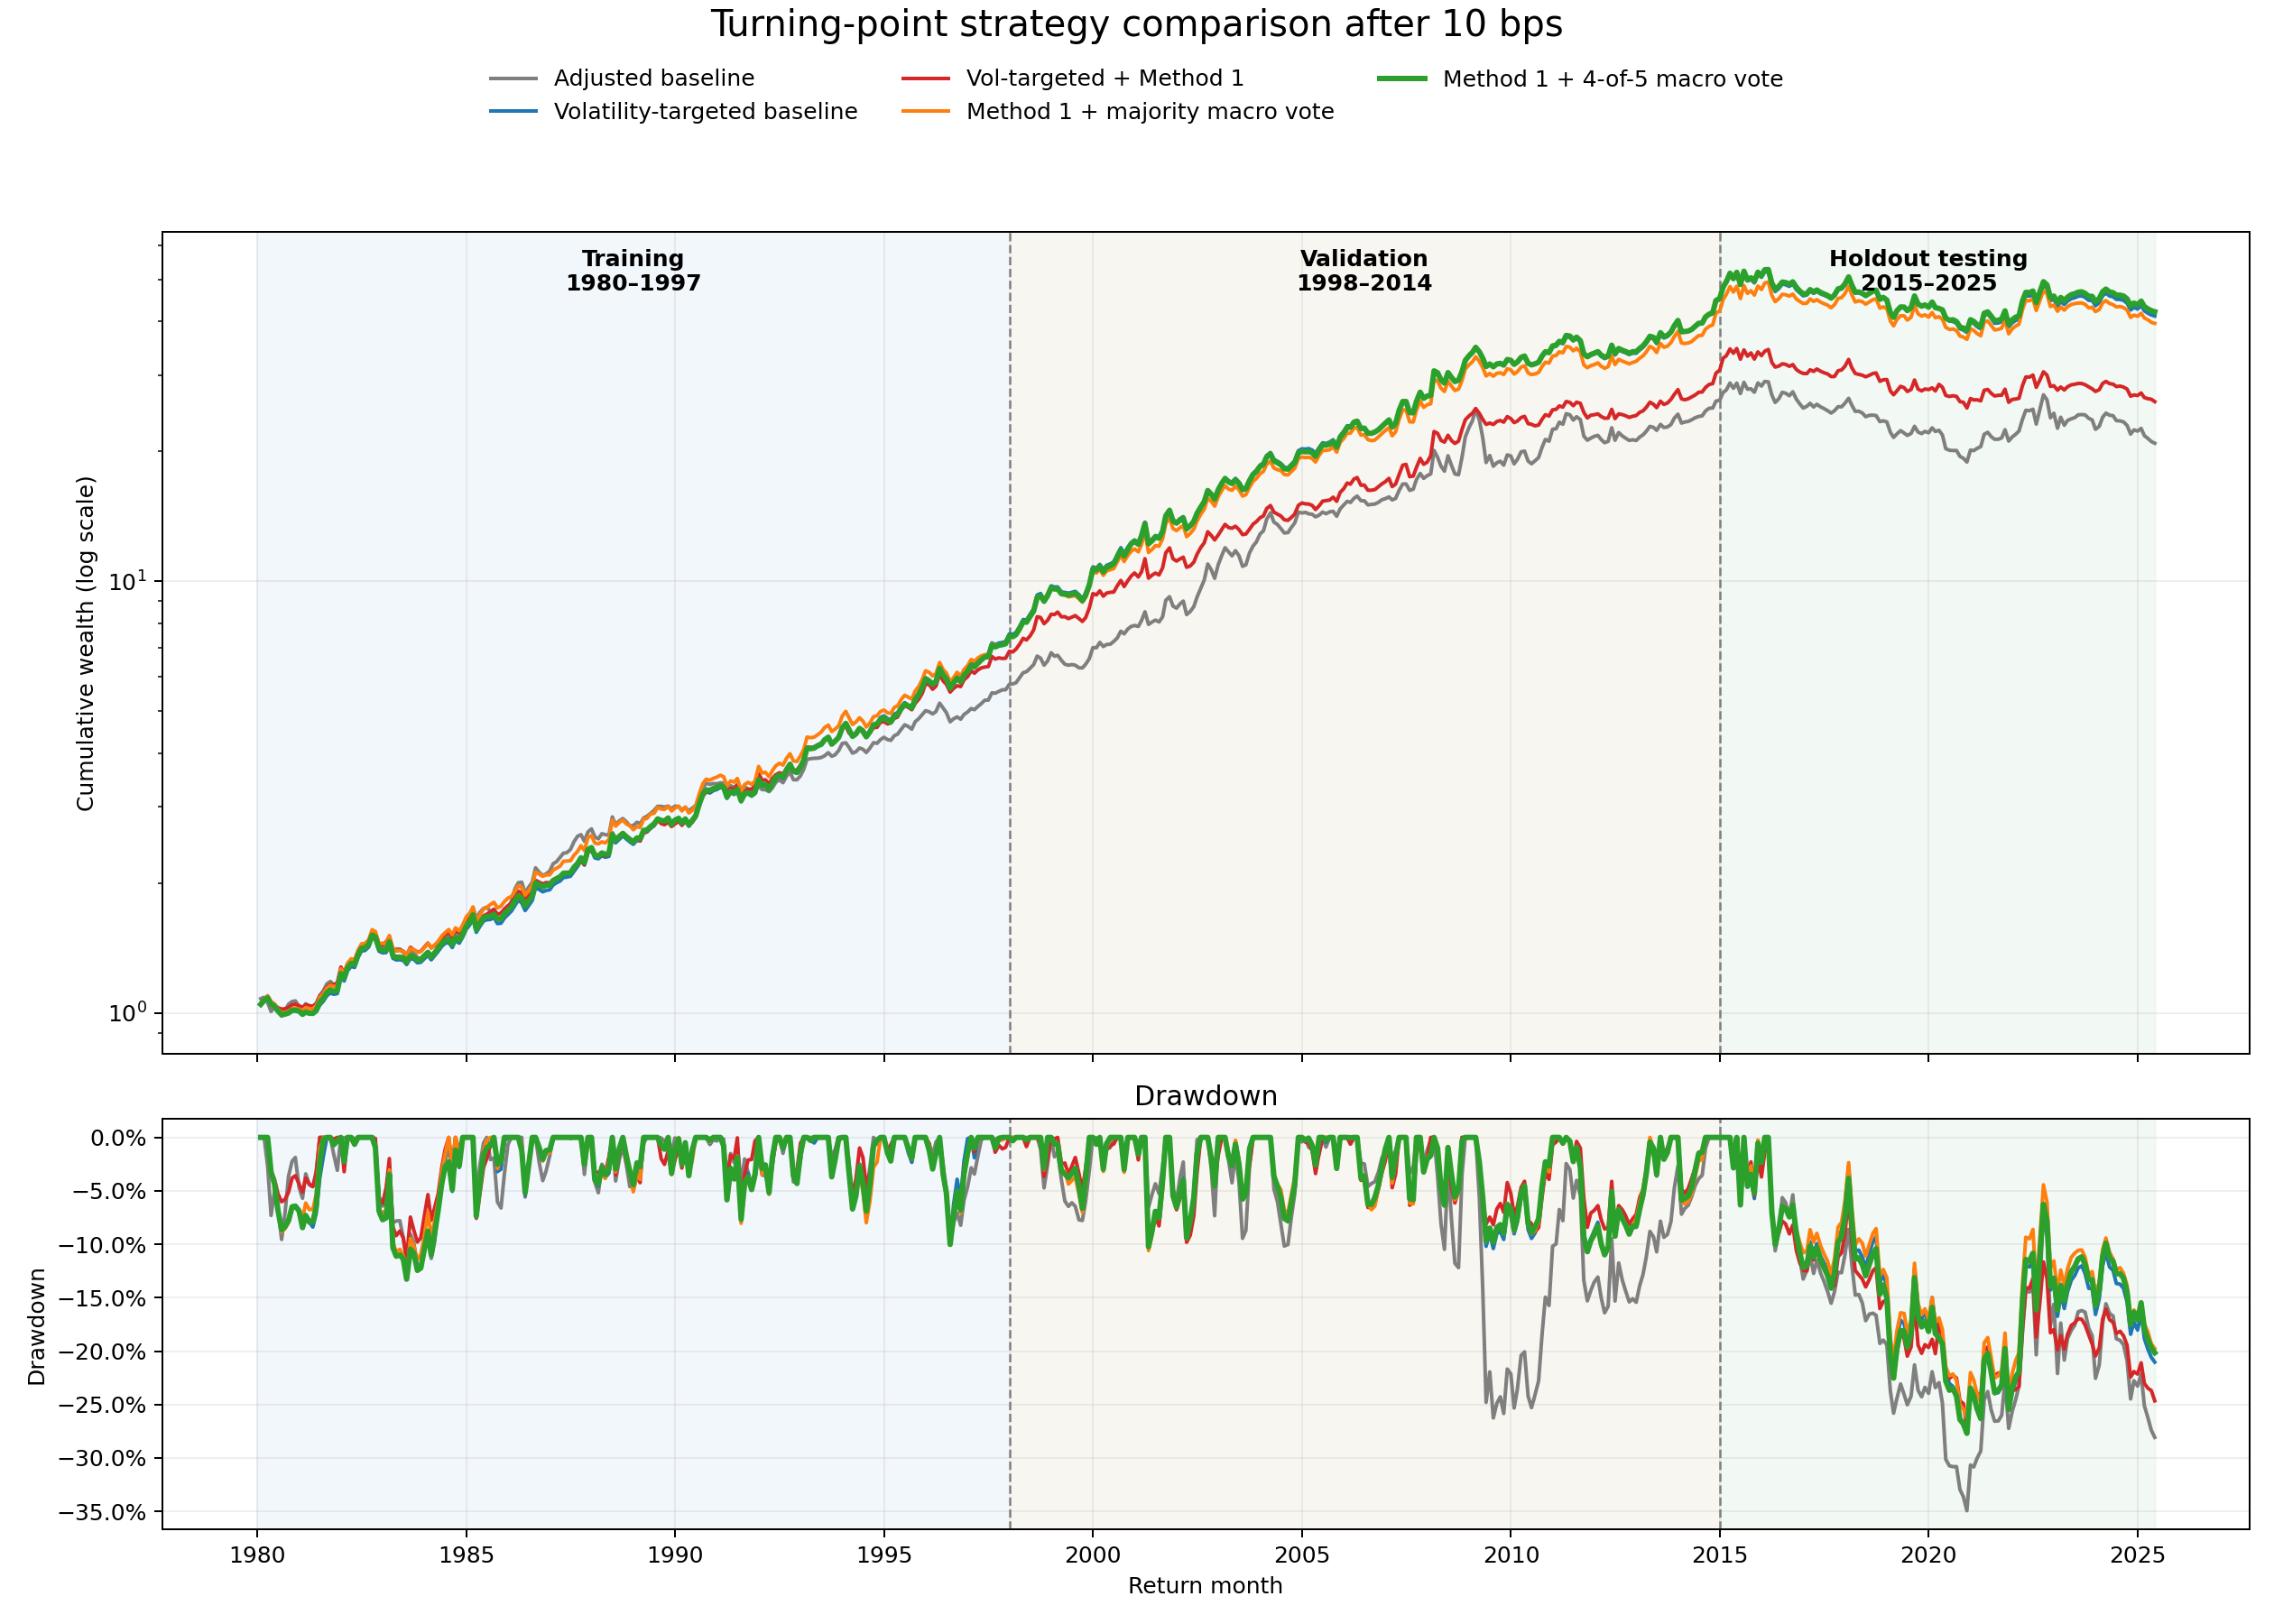 Turning-point strategy comparison after 10 bps
Adjusted baseline
Volatility-targeted baseline
Vol-targeted + Method 1
Method 1 + majority macro vote
Method 1 + 4-of-5 macro vote
Training
1980–1997
Validation
1998–2014
Holdout testing
2015–2025
Cumulative wealth (log scale)
10¹
10⁰
Drawdown
Drawdown
0.0%
−5.0%
−10.0%
−15.0%
−20.0%
−25.0%
−30.0%
−35.0%
1980 1985 1990 1995 2000 2005 2010 2015 2020 2025
Return month